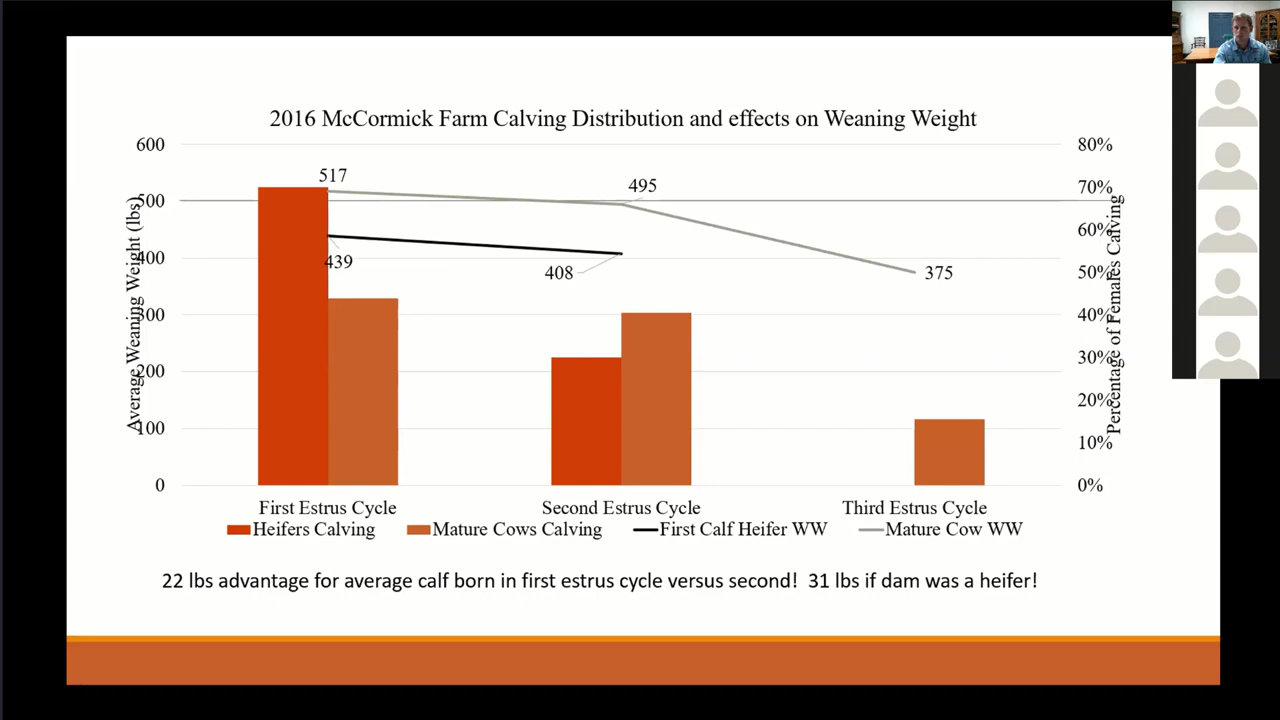 2016 McCormick Farm Calving Distribution and effects on Weaning Weight
600
500
400
300
200
100
0
Average Weaning Weight (lbs)
517
495
439
408
375
80%
70%
60%
50%
40%
30%
20%
10%
0%
Percentage of Females Calving
First Estrus Cycle
Second Estrus Cycle
Third Estrus Cycle
Heifers Calving
Mature Cows Calving
First Calf Heifer WW
Mature Cow WW
22 lbs advantage for average calf born in first estrus cycle versus second! 31 lbs if dam was a heifer!